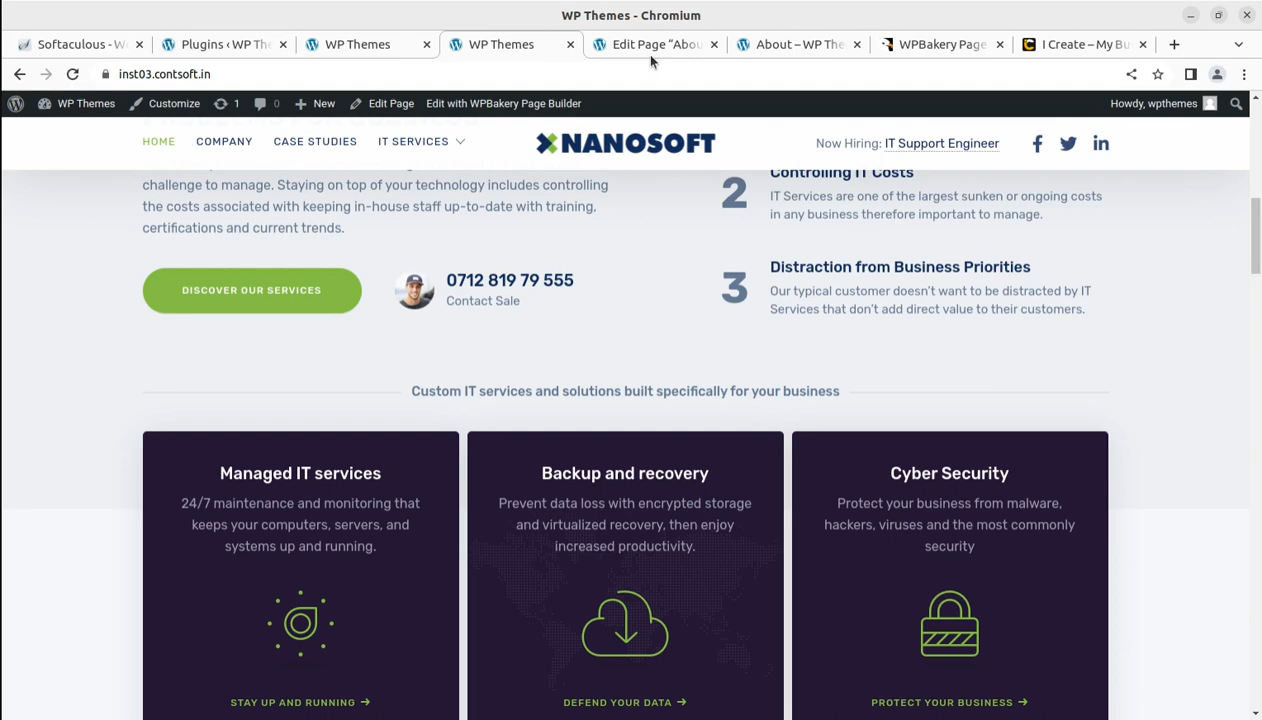 WP Themes - Chromium
Softaculous - W
Plugins ‹ WP The
WP Themes
WP Themes
Edit Page "Abou
About – WP The
WPBakery Page
I Create – My Bu
inst03.contsoft.in
WP Themes
Customize
1
0
New
Edit Page
Edit with WPBakery Page Builder
Howdy, wpthemes
HOME
COMPANY
CASE STUDIES
IT SERVICES
NANOSOFT
Now Hiring: IT Support Engineer
challenge to manage. Staying on top of your technology includes controlling
the costs associated with keeping in-house staff up-to-date with training,
certifications and current trends.
DISCOVER OUR SERVICES
0712 819 79 555
Contact Sale
2
Controlling IT Costs
IT Services are one of the largest sunken or ongoing costs
in any business therefore important to manage.
3
Distraction from Business Priorities
Our typical customer doesn't want to be distracted by IT
Services that don't add direct value to their customers.
Custom IT services and solutions built specifically for your business
Managed IT services
24/7 maintenance and monitoring that
keeps your computers, servers, and
systems up and running.
STAY UP AND RUNNING →
Backup and recovery
Prevent data loss with encrypted storage
and virtualized recovery, then enjoy
increased productivity.
DEFEND YOUR DATA →
Cyber Security
Protect your business from malware,
hackers, viruses and the most commonly
security
PROTECT YOUR BUSINESS →